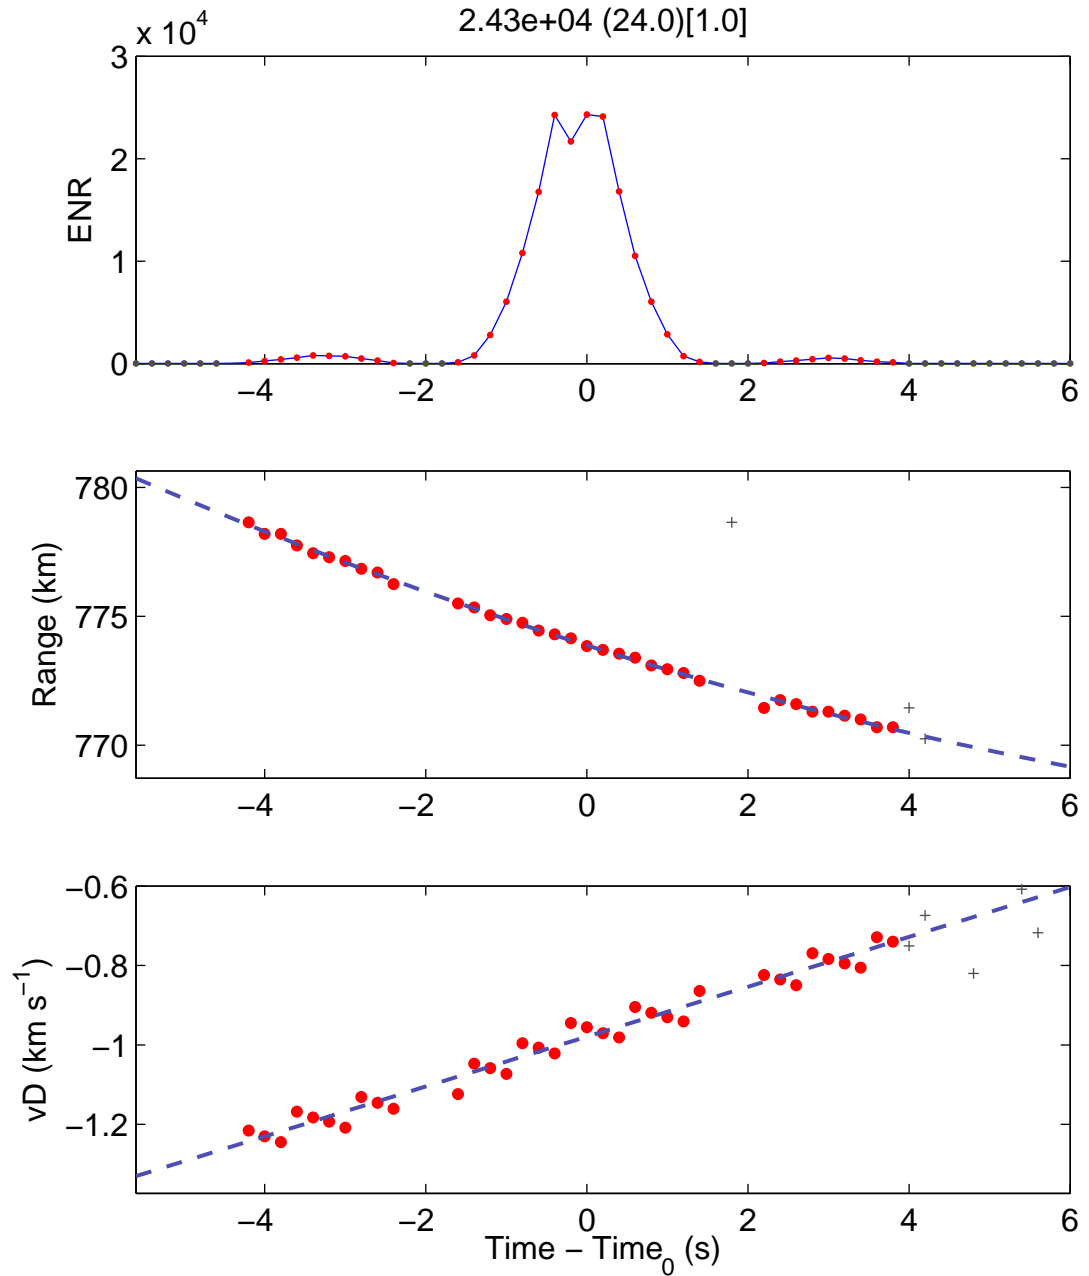 2.43e+04 (24.0)[1.0]
x 10^4
3
2
1
0
ENR
−4 −2 0 2 4 6
780
775
770
Range (km)
−4 −2 0 2 4 6
−0.6
−0.8
−1
−1.2
vD (km s^−1)
−4 −2 0 2 4 6
Time − Time_0 (s)